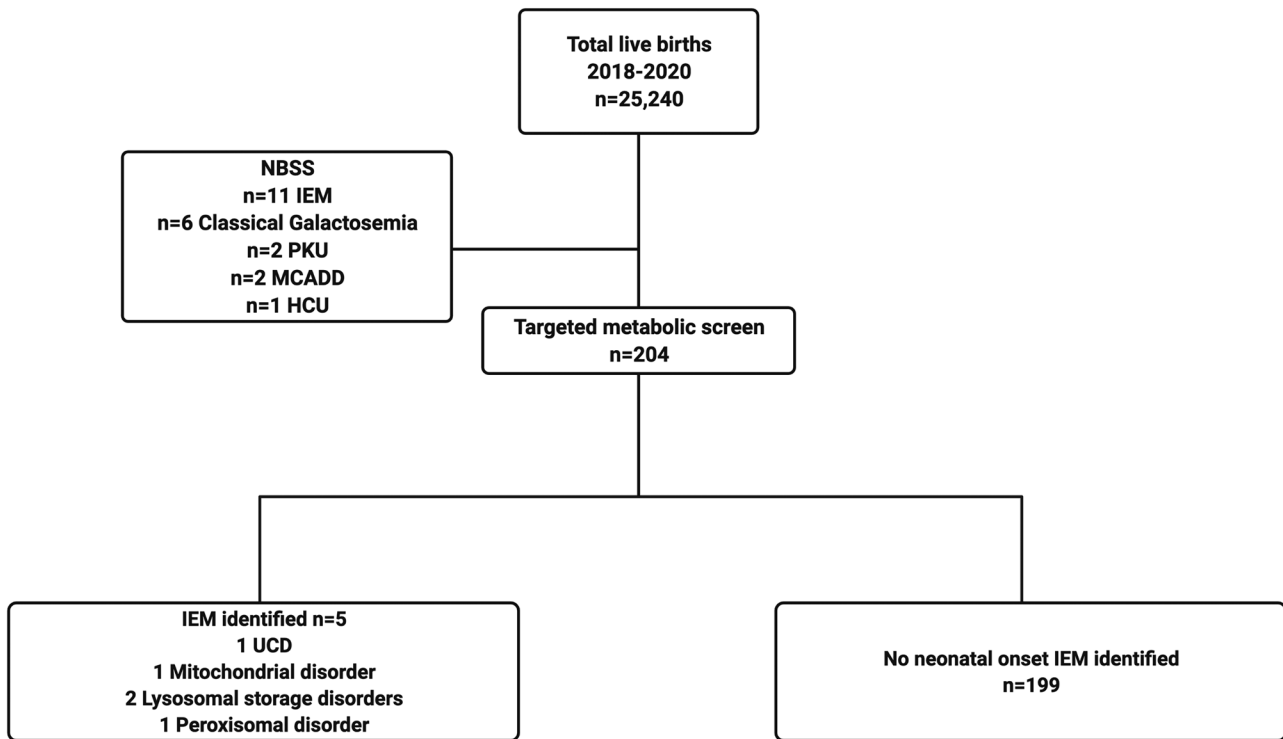 Total live births
2018-2020
n=25,240
NBSS
n=11 IEM
n=6 Classical Galactosemia
n=2 PKU
n=2 MCADD
n=1 HCU
Targeted metabolic screen
n=204
IEM identified n=5
1 UCD
1 Mitochondrial disorder
2 Lysosomal storage disorders
1 Peroxisomal disorder
No neonatal onset IEM identified
n=199